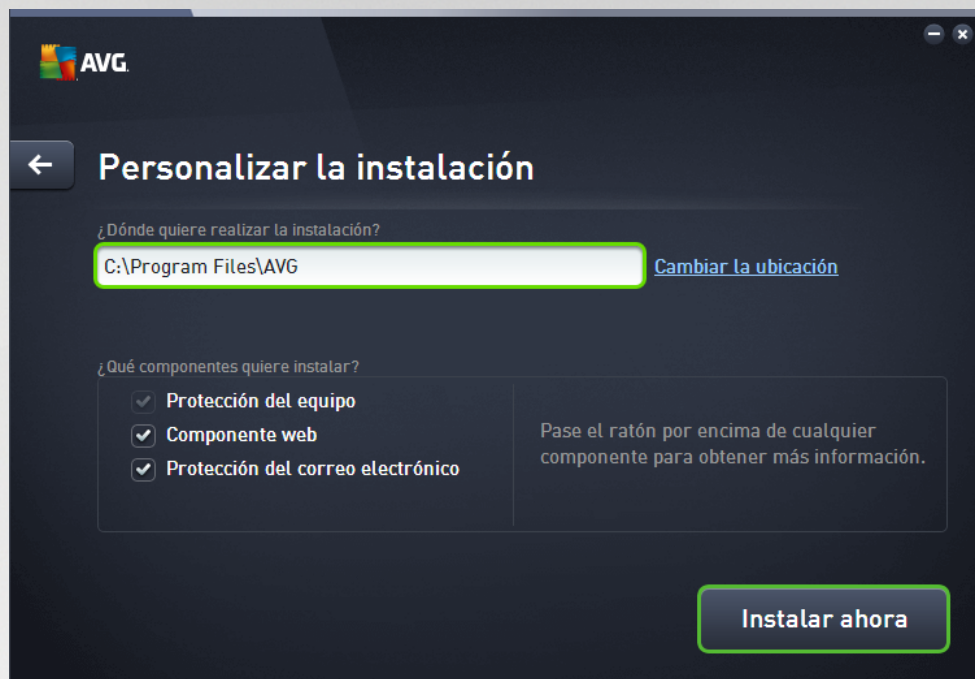 AVG.
Personalizar la instalación
¿Dónde quiere realizar la instalación?
C:\Program Files\AVG
Cambiar la ubicación
¿Qué componentes quiere instalar?
Protección del equipo
Componente web
Protección del correo electrónico
Pase el ratón por encima de cualquier
componente para obtener más información.
Instalar ahora